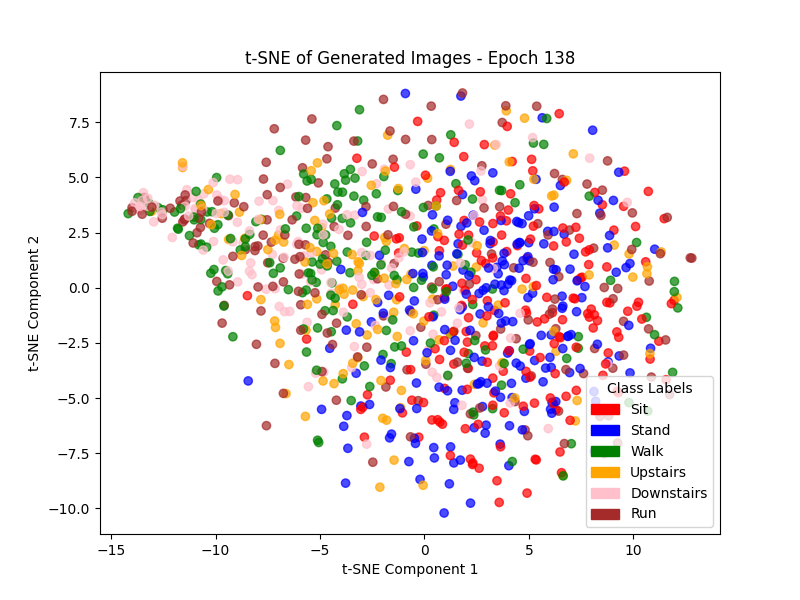 t-SNE of Generated Images - Epoch 138
t-SNE Component 2
7.5
5.0
2.5
0.0
−2.5
−5.0
−7.5
−10.0
Class Labels
Sit
Stand
Walk
Upstairs
Downstairs
Run
−15
−10
−5
0
5
10
t-SNE Component 1